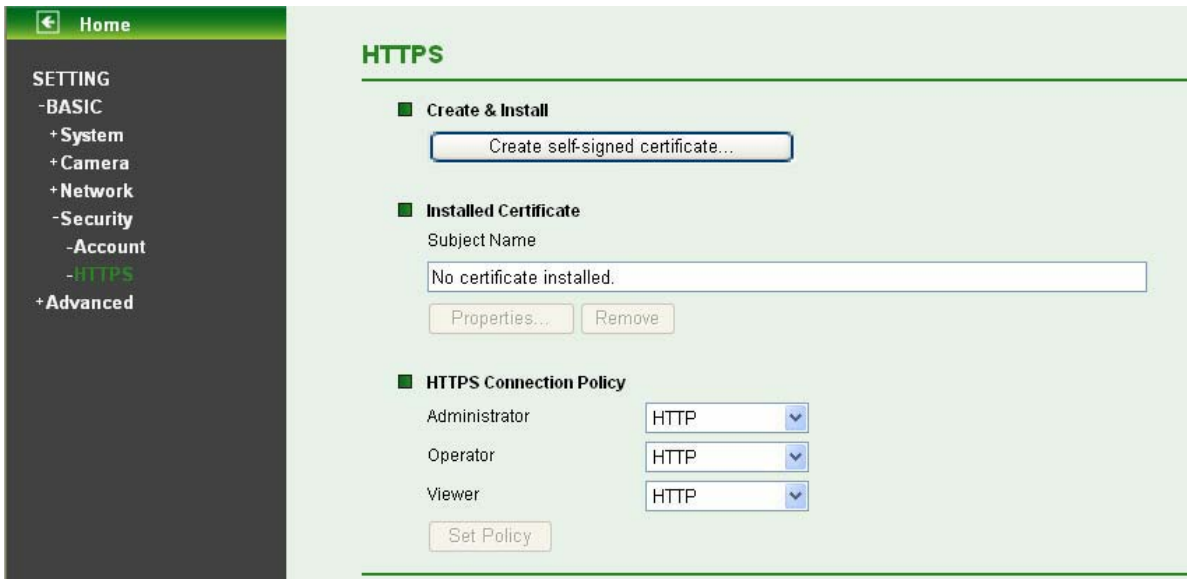 Home
SETTING
-BASIC
+System
+Camera
+Network
-Security
-Account
-HTTPS
+Advanced
HTTPS
Create & Install
Create self-signed certificate...
Installed Certificate
Subject Name
No certificate installed.
Properties... Remove
HTTPS Connection Policy
Administrator HTTP
Operator HTTP
Viewer HTTP
Set Policy